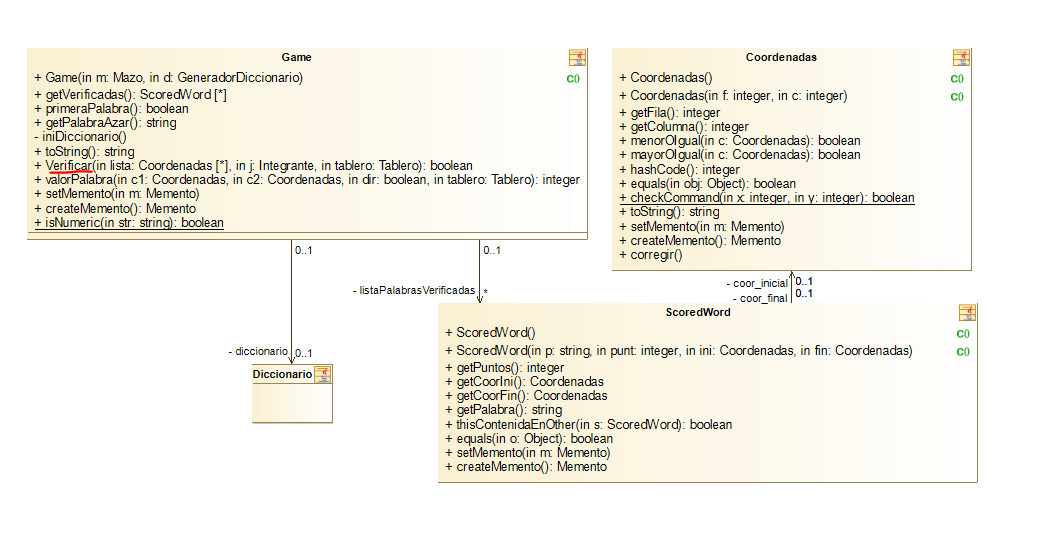 Game
+ Game(in m: Mazo, in d: GeneradorDiccionario)
+ getVerificadas(): ScoredWord [*]
+ primeraPalabra(): boolean
+ getPalabraAzar(): string
- iniDiccionario()
+ toString(): string
+ Verificar(in lista: Coordenadas [*], in j: Integrante, in tablero: Tablero): boolean
+ valorPalabra(in c1: Coordenadas, in c2: Coordenadas, in dir: boolean, in tablero: Tablero): integer
+ setMemento(in m: Memento)
+ createMemento(): Memento
+ isNumeric(in str: string): boolean
Coordenadas
+ Coordenadas()
+ Coordenadas(in f: integer, in c: integer)
+ getFila(): integer
+ getColumna(): integer
+ menorOIgual(in c: Coordenadas): boolean
+ mayorOIgual(in c: Coordenadas): boolean
+ hashCode(): integer
+ equals(in obj: Object): boolean
+ checkCommand(in x: integer, in y: integer): boolean
+ toString(): string
+ setMemento(in m: Memento)
+ createMemento(): Memento
+ corregir()
0..1
0..1
- listaPalabrasVerificadas
*
- coor_inicial
0..1
- coor_final
0..1
- diccionario
0..1
Diccionario
ScoredWord
+ ScoredWord()
+ ScoredWord(in p: string, in punt: integer, in ini: Coordenadas, in fin: Coordenadas)
+ getPuntos(): integer
+ getCoorIni(): Coordenadas
+ getCoorFin(): Coordenadas
+ getPalabra(): string
+ thisContenidaEnOther(in s: ScoredWord): boolean
+ equals(in o: Object): boolean
+ setMemento(in m: Memento)
+ createMemento(): Memento